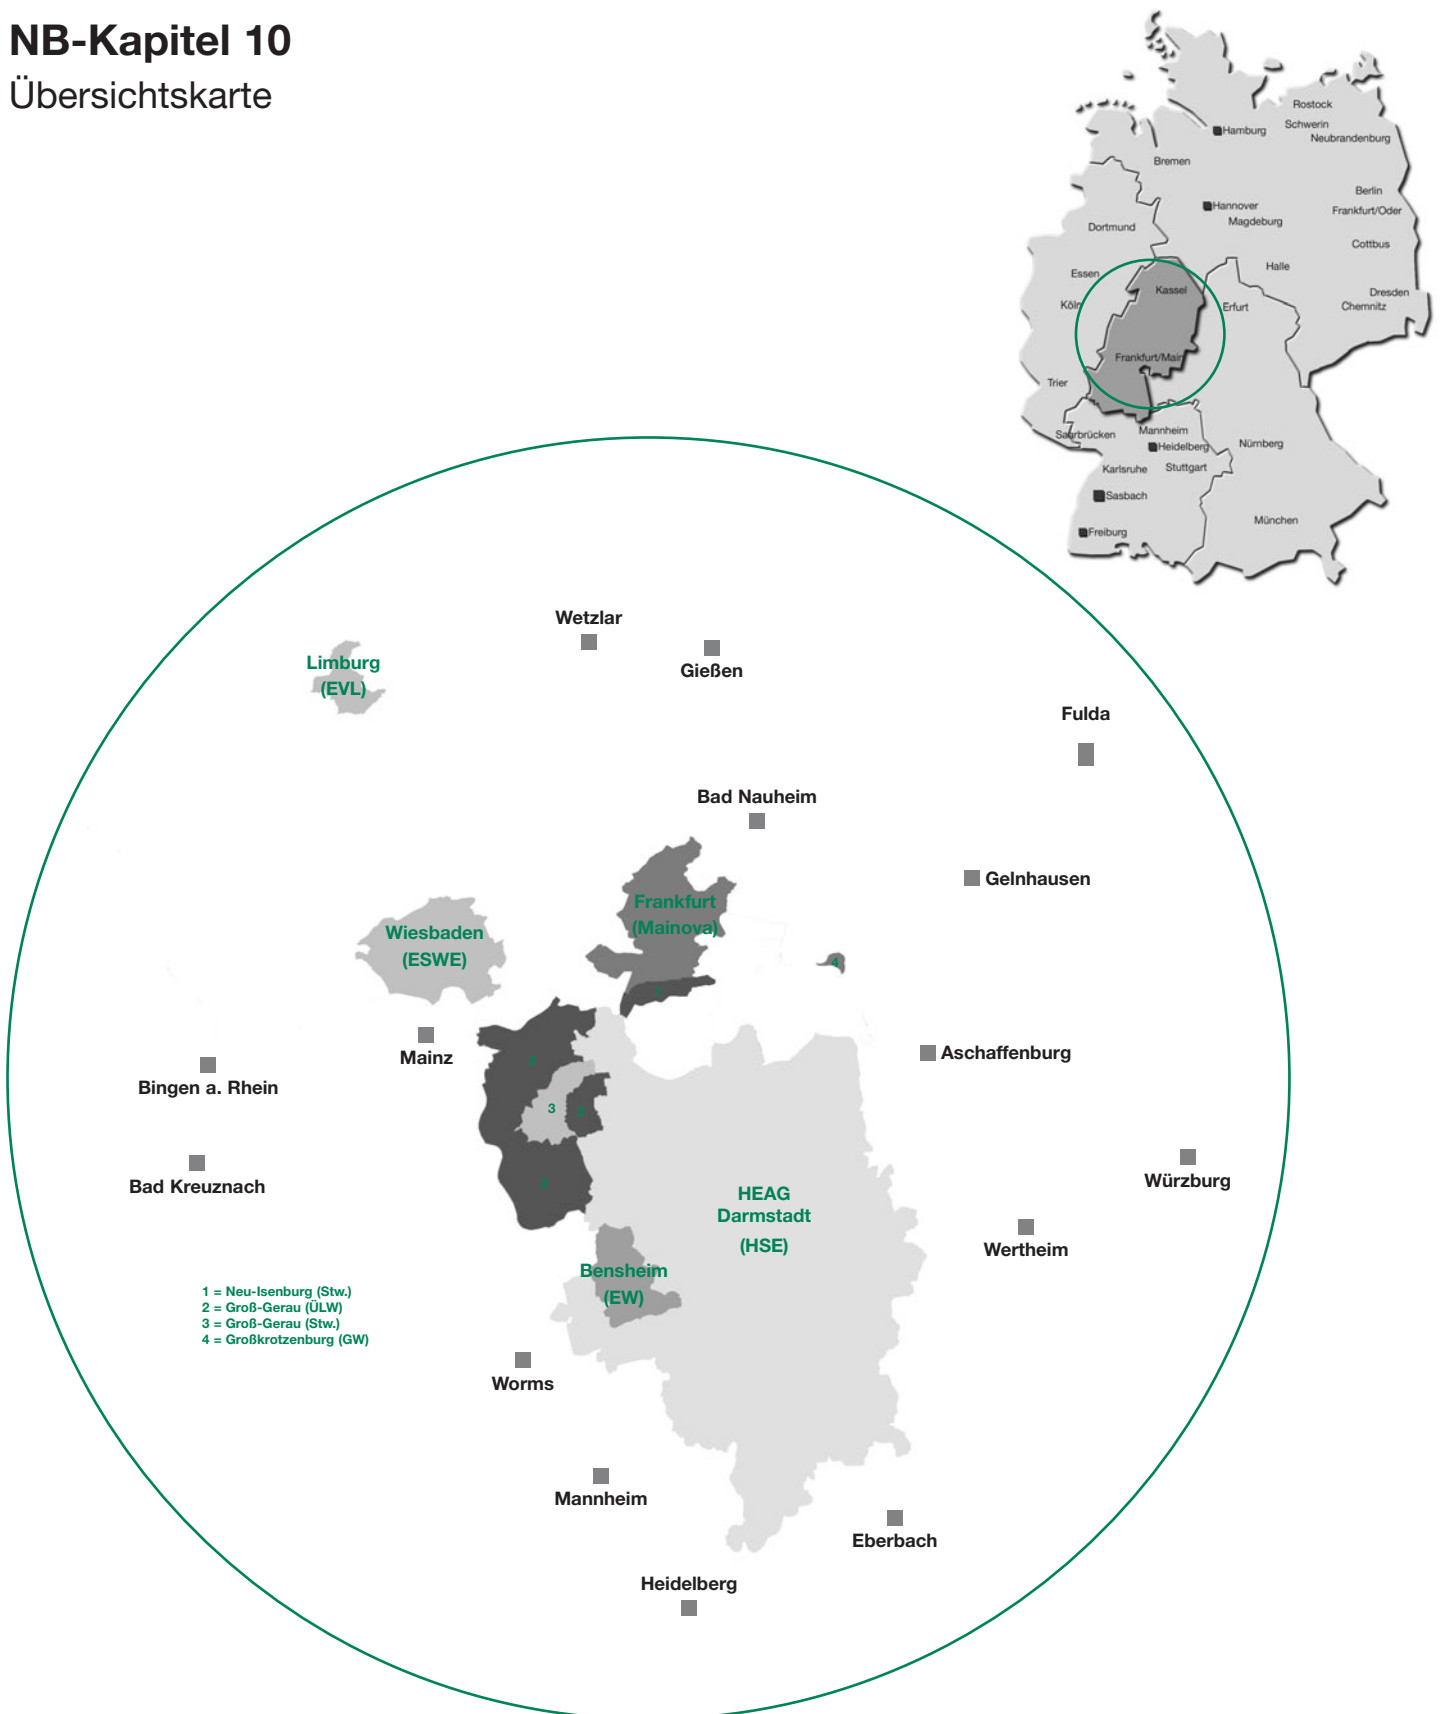 NB-Kapitel 10
Übersichtskarte
Rostock
Schwerin
Hamburg
Neubrandenburg
Bremen
Berlin
Hannover
Frankfurt/Oder
Magdeburg
Dortmund
Cottbus
Halle
Essen
Kassel
Dresden
Köln
Erfurt
Chemnitz
Frankfurt/Main
Trier
Mannheim
Saarbrücken
Nürnberg
Heidelberg
Karlsruhe
Stuttgart
Sasbach
München
Freiburg
Wetzlar
Limburg
(EVL)
Gießen
Fulda
Bad Nauheim
Gelnhausen
Frankfurt
(Mainova)
Wiesbaden
(ESWE)
4
1
Mainz
Aschaffenburg
2
Bingen a. Rhein
3
2
Bad Kreuznach
2
Würzburg
HEAG
Darmstadt
(HSE)
Wertheim
Bensheim
(EW)
1 = Neu-Isenburg (Stw.)
2 = Groß-Gerau (ÜLW)
3 = Groß-Gerau (Stw.)
4 = Großkrotzenburg (GW)
Worms
Mannheim
Eberbach
Heidelberg